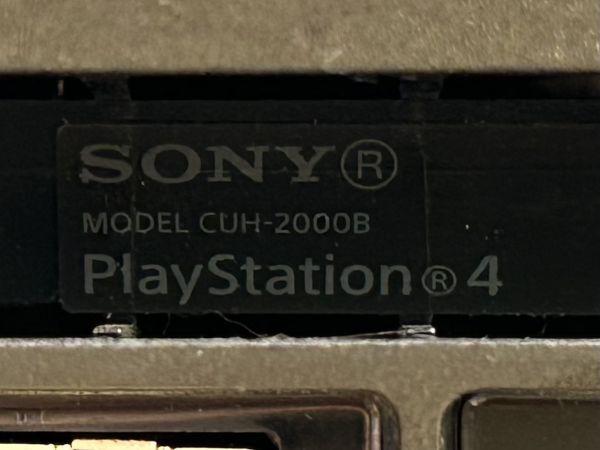 SONY®
MODEL CUH-2000B
PlayStation®4